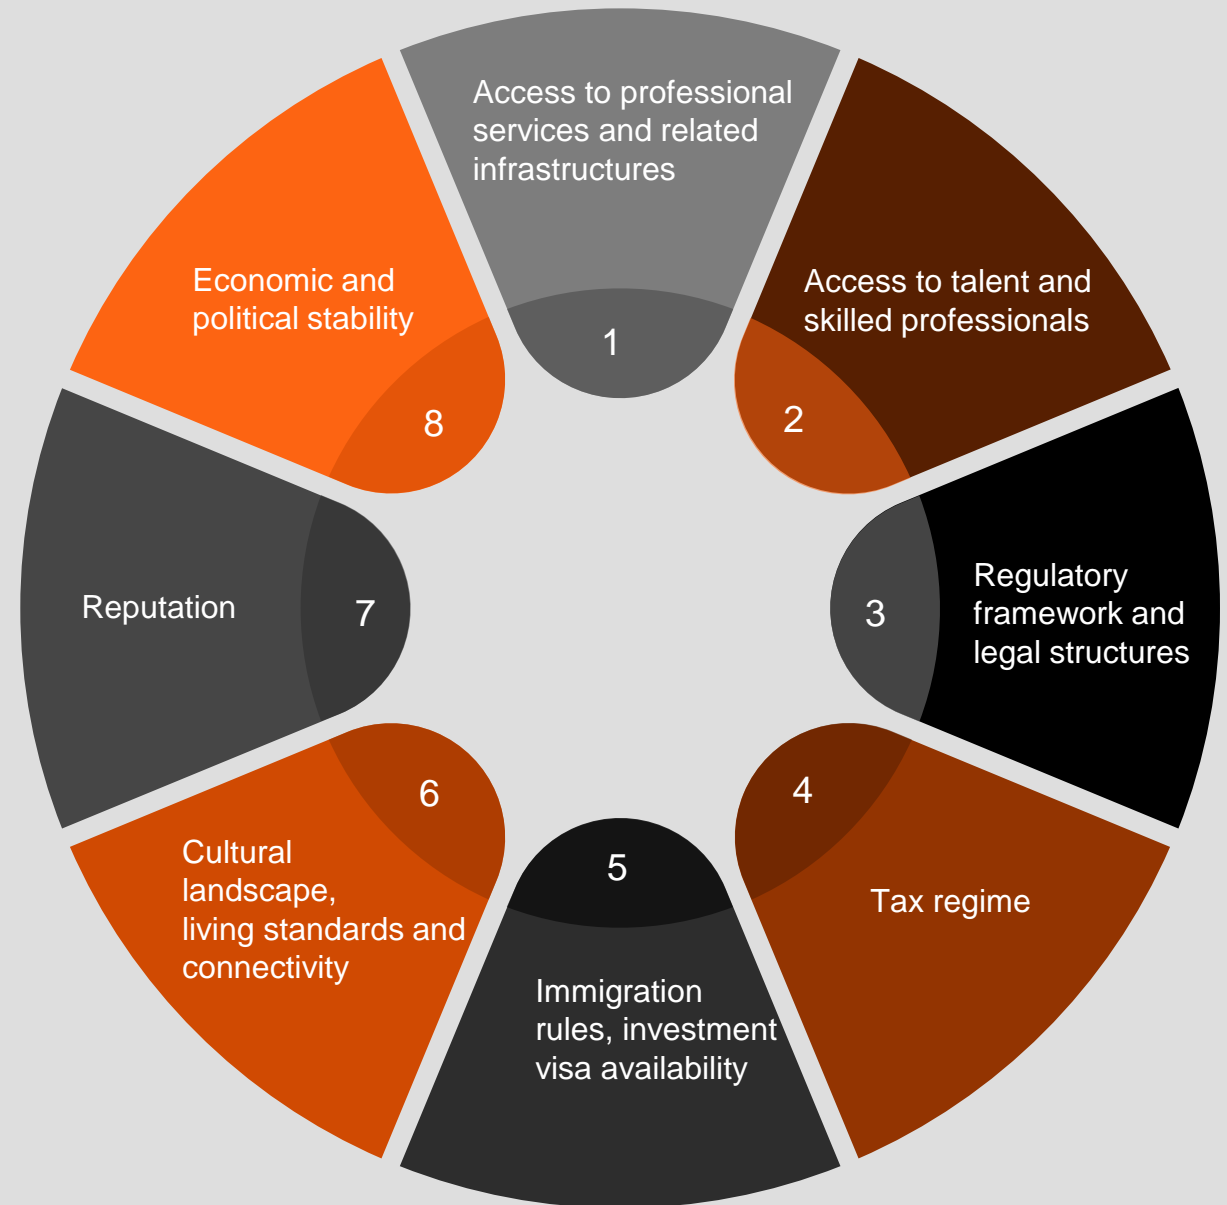 Access to professional
services and related
infrastructures
1
Access to talent and
skilled professionals
2
Regulatory
framework and
legal structures
3
Tax regime
4
Immigration
rules, investment
visa availability
5
Cultural
landscape,
living standards and
connectivity
6
Reputation
7
Economic and
political stability
8